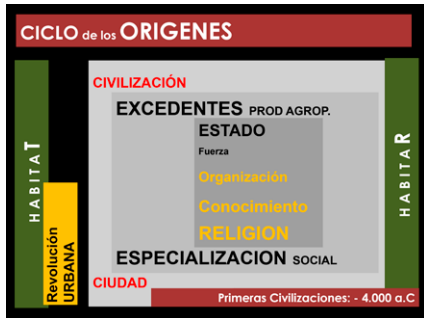 CICLO de los ORIGENES
HABITAT
Revolución
URBANA
CIVILIZACIÓN
EXCEDENTES PROD AGROP.
ESTADO
Fuerza
Organización
Conocimiento
RELIGION
ESPECIALIZACION SOCIAL
CIUDAD
HABITAR
Primeras Civilizaciones: - 4.000 a.C